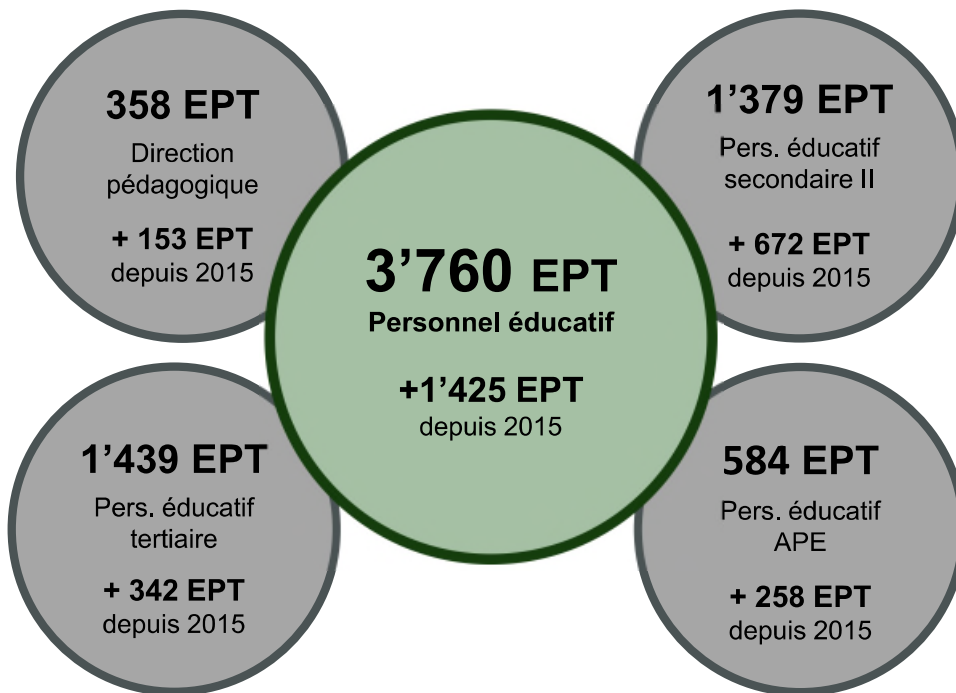 358 EPT
Direction
pédagogique
+ 153 EPT
depuis 2015
1’379 EPT
Pers. éducatif
secondaire II
+ 672 EPT
depuis 2015
3’760 EPT
Personnel éducatif
+1’425 EPT
depuis 2015
1’439 EPT
Pers. éducatif
tertiaire
+ 342 EPT
depuis 2015
584 EPT
Pers. éducatif
APE
+ 258 EPT
depuis 2015